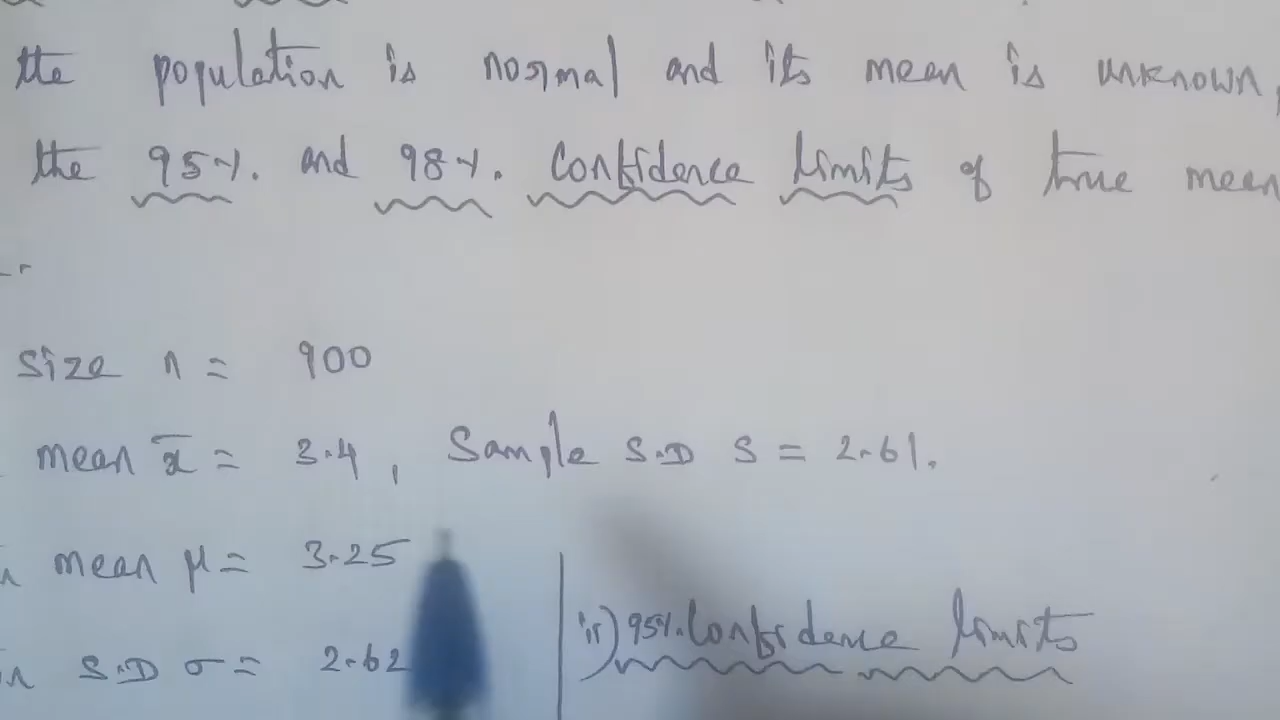 the population is normal and its mean is unknown,
the 95%. and 98%. confidence limits of true mean
size n = 900
mean x̄ = 3.4, Sample S.D S = 2.61.
mean μ = 3.25
S.D σ = 2.62
ii) 95%. Confidence limits